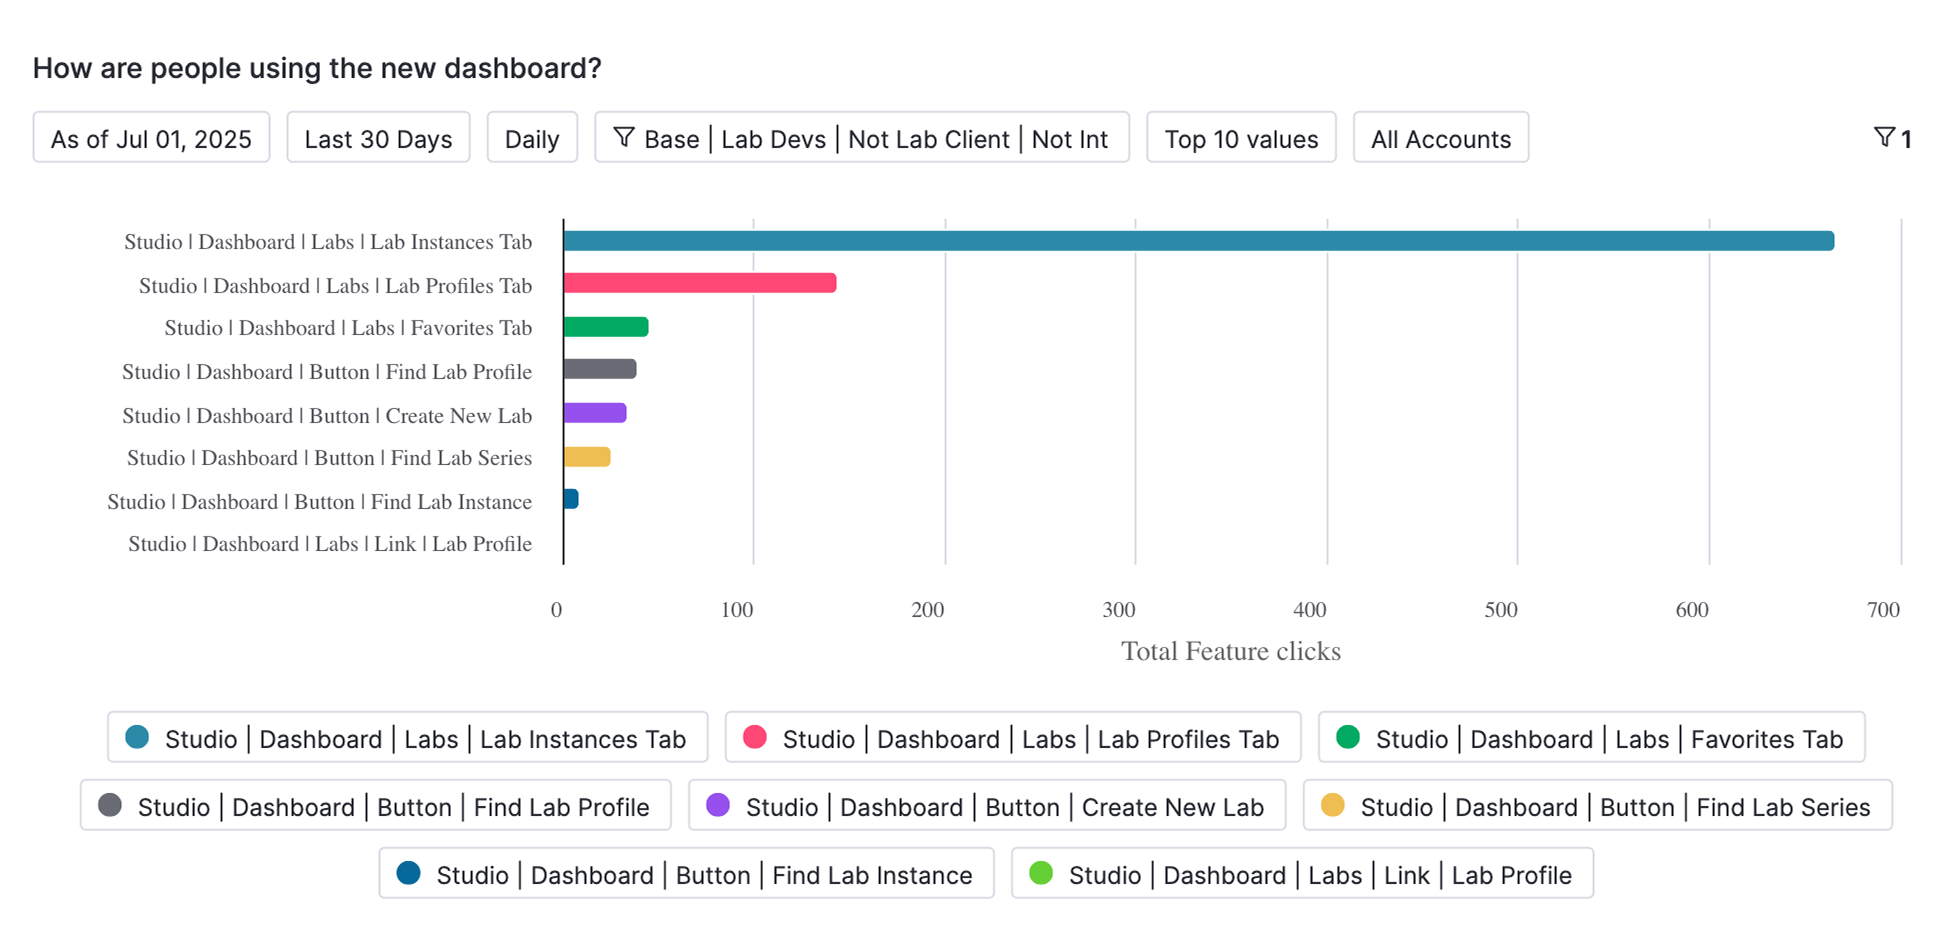 How are people using the new dashboard?
As of Jul 01, 2025 Last 30 Days Daily Base | Lab Devs | Not Lab Client | Not Int Top 10 values All Accounts 1
Studio | Dashboard | Labs | Lab Instances Tab
Studio | Dashboard | Labs | Lab Profiles Tab
Studio | Dashboard | Labs | Favorites Tab
Studio | Dashboard | Button | Find Lab Profile
Studio | Dashboard | Button | Create New Lab
Studio | Dashboard | Button | Find Lab Series
Studio | Dashboard | Button | Find Lab Instance
Studio | Dashboard | Labs | Link | Lab Profile
0 100 200 300 400 500 600 700
Total Feature clicks
Studio | Dashboard | Labs | Lab Instances Tab Studio | Dashboard | Labs | Lab Profiles Tab Studio | Dashboard | Labs | Favorites Tab
Studio | Dashboard | Button | Find Lab Profile Studio | Dashboard | Button | Create New Lab Studio | Dashboard | Button | Find Lab Series
Studio | Dashboard | Button | Find Lab Instance Studio | Dashboard | Labs | Link | Lab Profile